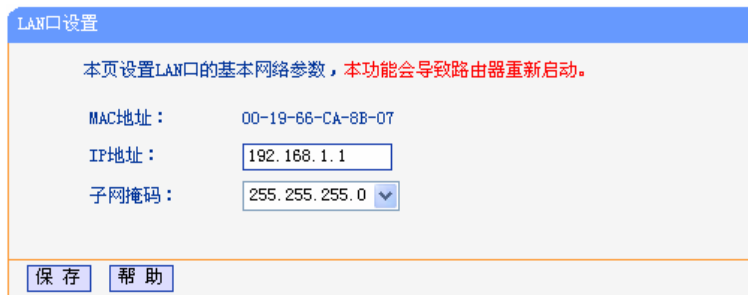 LAN口设置
本页设置LAN口的基本网络参数，本功能会导致路由器重新启动。
MAC地址： 00-19-66-CA-8B-07
IP地址： 192.168.1.1
子网掩码： 255.255.255.0
保 存 帮 助